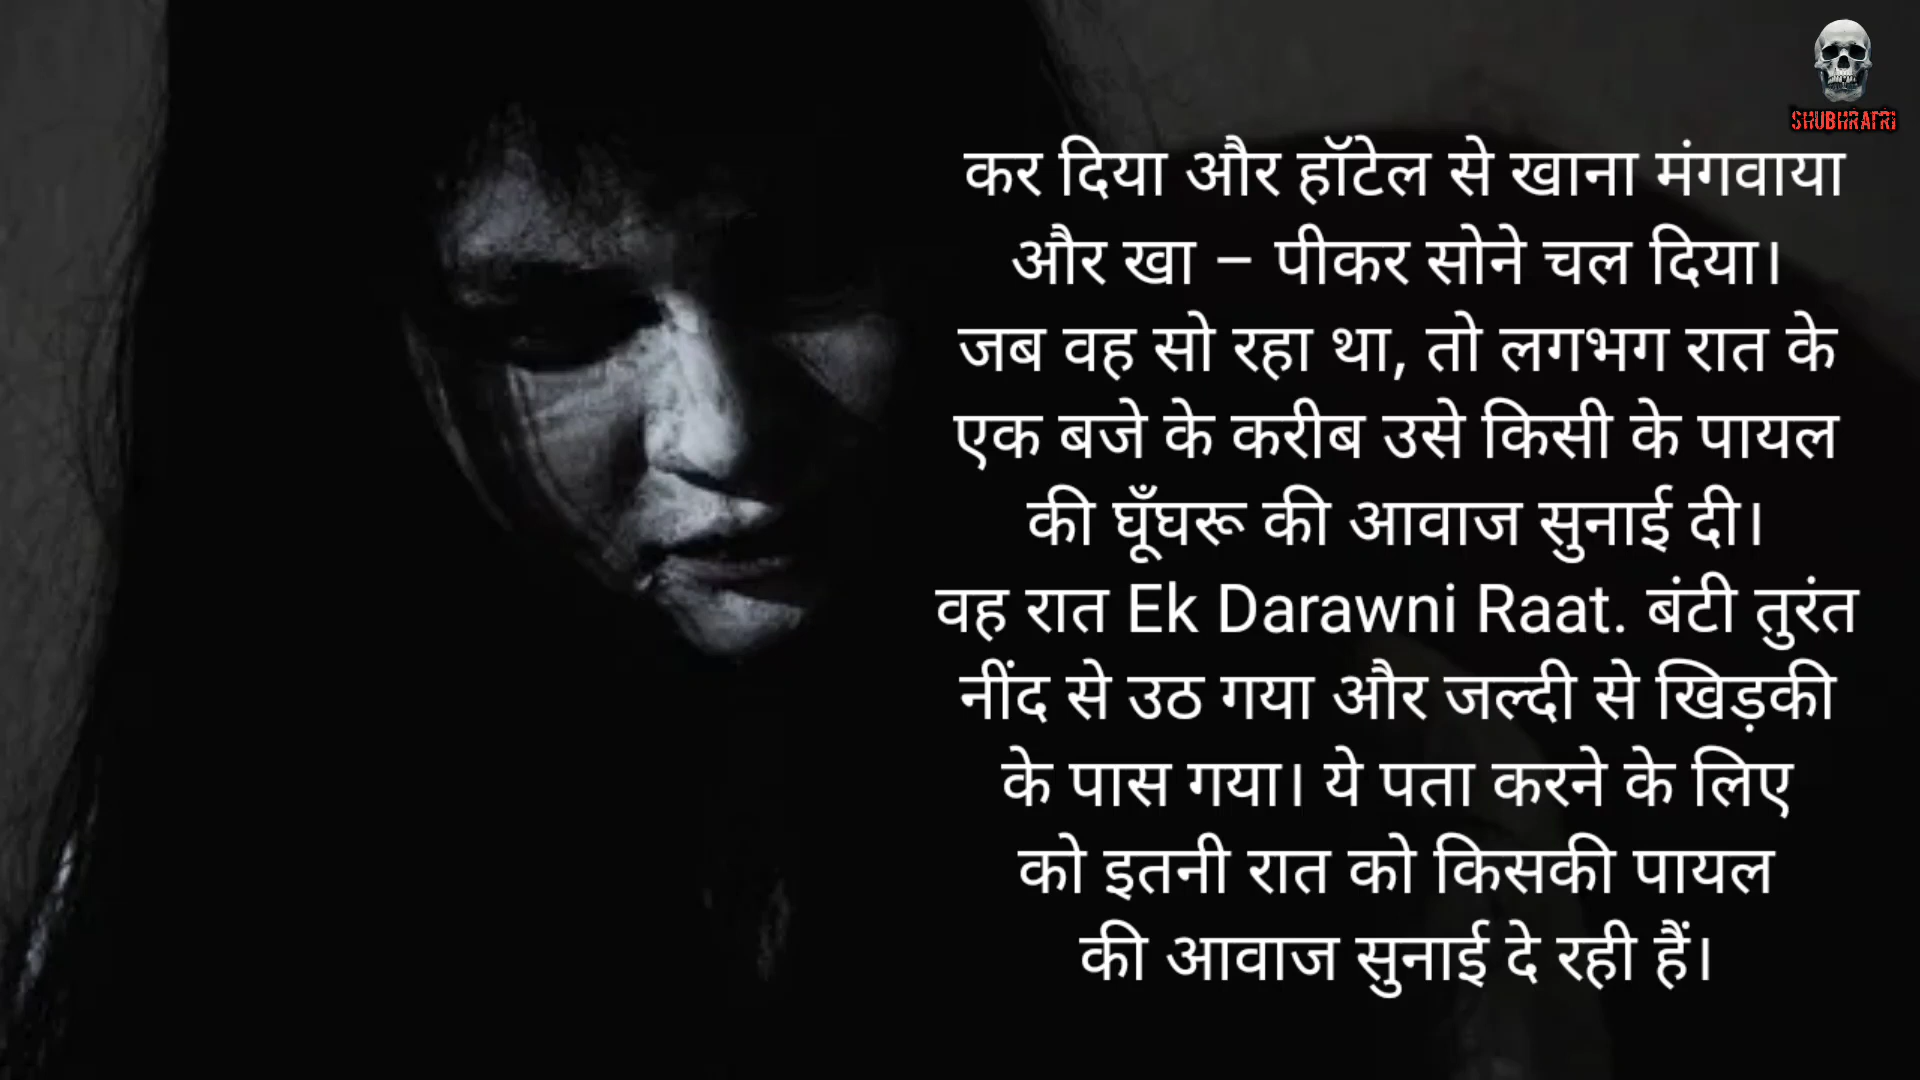 SHUBHRATRI
कर दिया और हॉटेल से खाना मंगवाया
और खा – पीकर सोने चल दिया।
जब वह सो रहा था, तो लगभग रात के
एक बजे के करीब उसे किसी के पायल
की घूँघरू की आवाज सुनाई दी।
वह रात Ek Darawni Raat. बंटी तुरंत
नींद से उठ गया और जल्दी से खिड़की
के पास गया। ये पता करने के लिए
को इतनी रात को किसकी पायल
की आवाज सुनाई दे रही हैं।